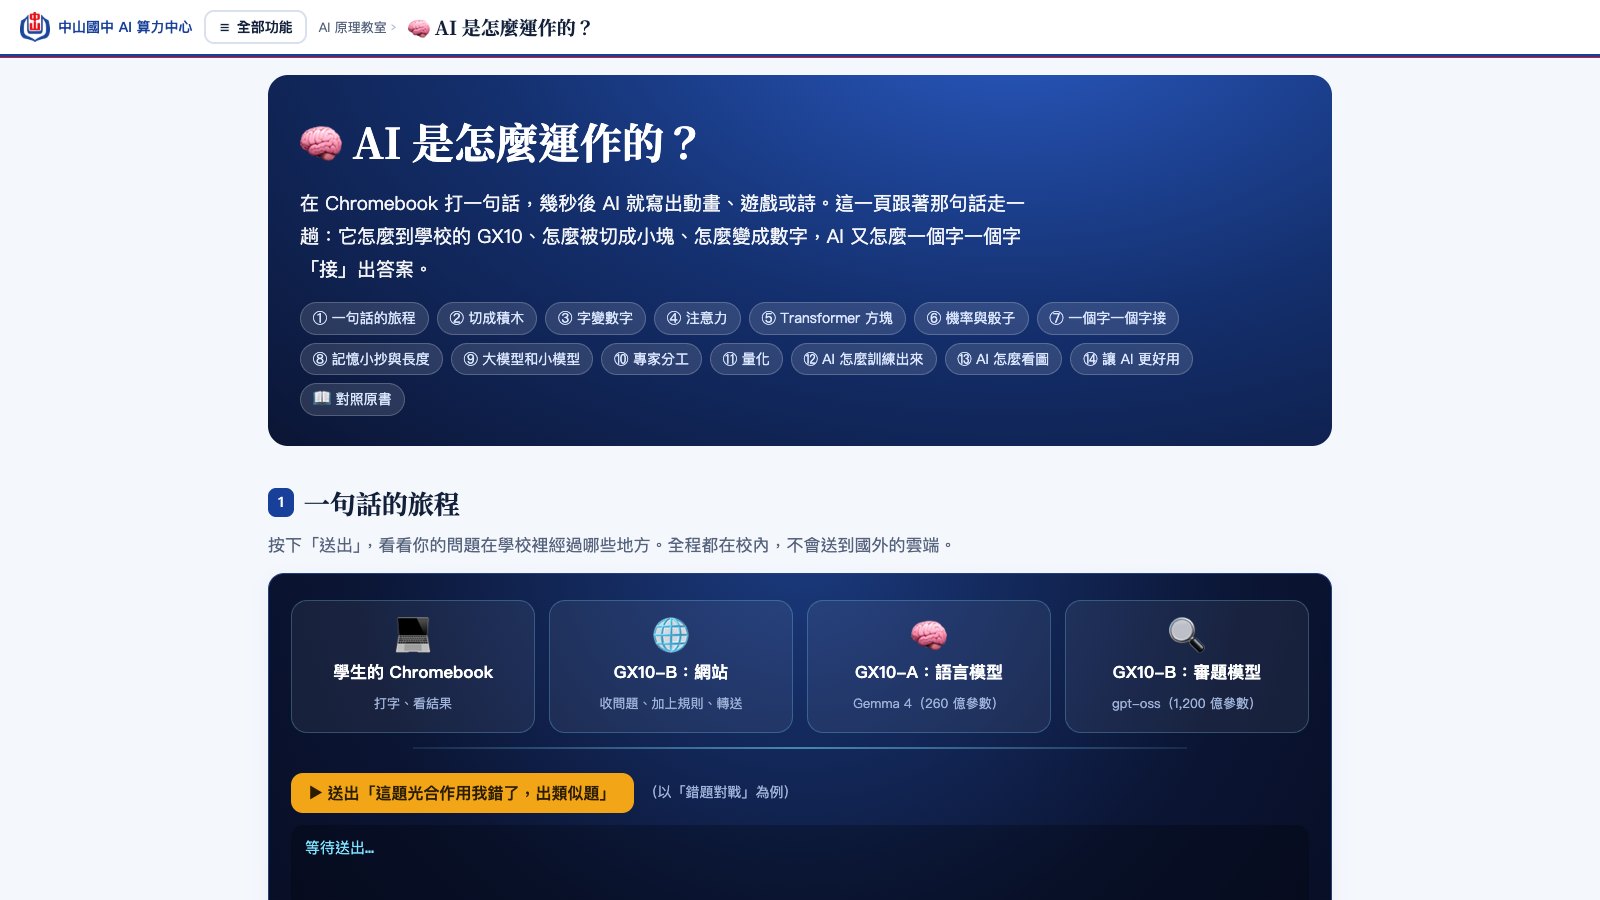 中山國中 AI 算力中心
≡ 全部功能
AI 原理教室 ›
AI 是怎麼運作的？
AI 是怎麼運作的？
在 Chromebook 打一句話，幾秒後 AI 就寫出動畫、遊戲或詩。這一頁跟著那句話走一
趟：它怎麼到學校的 GX10、怎麼被切成小塊、怎麼變成數字，AI 又怎麼一個字一個字
「接」出答案。
① 一句話的旅程
② 切成積木
③ 字變數字
④ 注意力
⑤ Transformer 方塊
⑥ 機率與骰子
⑦ 一個字一個字接
⑧ 記憶小抄與長度
⑨ 大模型和小模型
⑩ 專家分工
⑪ 量化
⑫ AI 怎麼訓練出來
⑬ AI 怎麼看圖
⑭ 讓 AI 更好用
對照原書
1 一句話的旅程
按下「送出」，看看你的問題在學校裡經過哪些地方。全程都在校內，不會送到國外的雲端。
學生的 Chromebook
打字、看結果
GX10-B：網站
收問題、加上規則、轉送
GX10-A：語言模型
Gemma 4（260 億參數）
GX10-B：審題模型
gpt-oss（1,200 億參數）
▶ 送出「這題光合作用我錯了，出類似題」
（以「錯題對戰」為例）
等待送出…